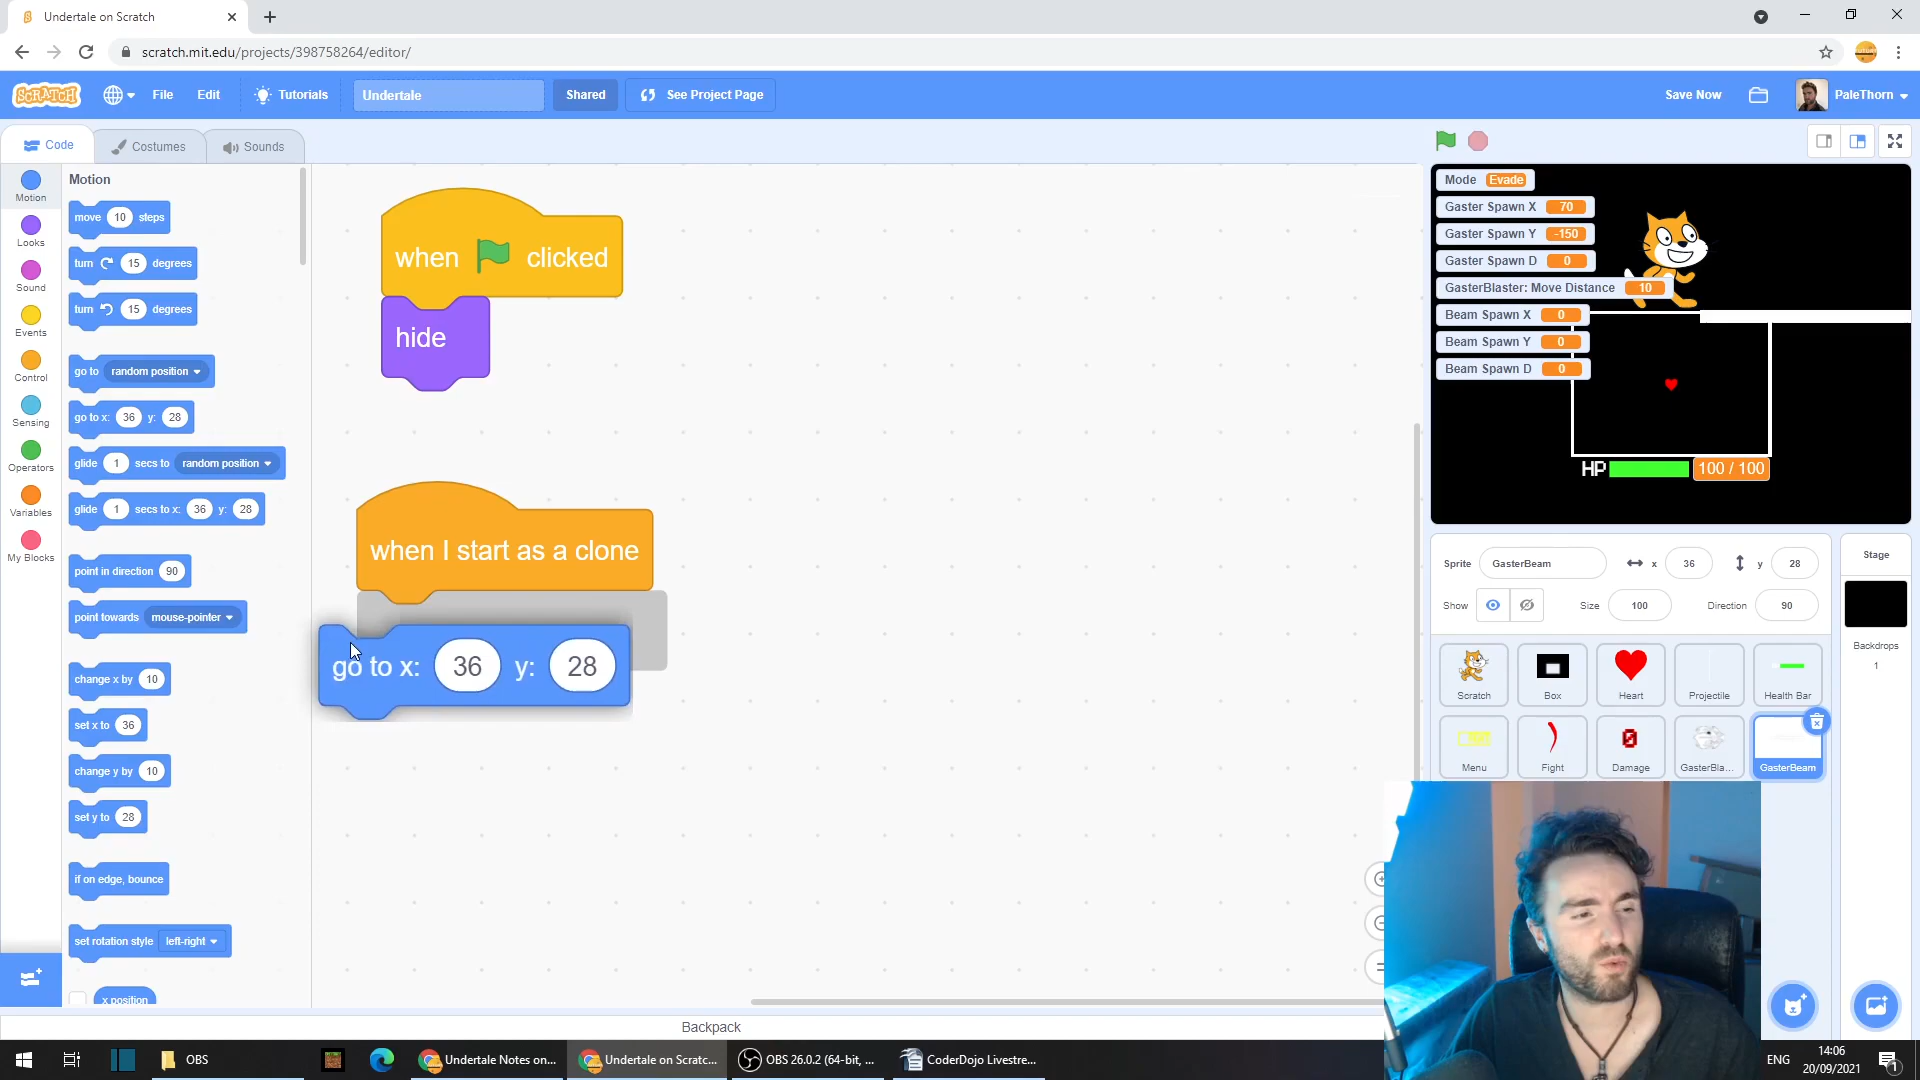 Undertale on Scratch
scratch.mit.edu/projects/398758264/editor/
SCRATCH File Edit Tutorials Undertale Shared See Project Page Save Now PaleThorn
Code Costumes Sounds
Motion
Looks
Sound
Events
Control
Sensing
Operators
Variables
My Blocks
Motion
move 10 steps
turn 15 degrees
turn 15 degrees
go to random position
go to x: 36 y: 28
glide 1 secs to random position
glide 1 secs to x: 36 y: 28
point in direction 90
point towards mouse-pointer
change x by 10
set x to 36
change y by 10
set y to 28
if on edge, bounce
set rotation style left-right
x position
when clicked
hide
when I start as a clone
go to x: 36 y: 28
Mode Evade
Gaster Spawn X 70
Gaster Spawn Y -150
Gaster Spawn D 0
GasterBlaster: Move Distance 10
Beam Spawn X 0
Beam Spawn Y 0
Beam Spawn D 0
HP 100 / 100
Sprite GasterBeam x 36 y 28
Show Size 100 Direction 90
Scratch Box Heart Projectile Health Bar
Menu Fight Damage GasterBla... GasterBeam
Stage
Backdrops
1
Backpack
OBS
Undertale Notes on...
Undertale on Scratc...
OBS 26.0.2 (64-bit, ...
CoderDojo Livestre...
ENG
14:06
20/09/2021
1